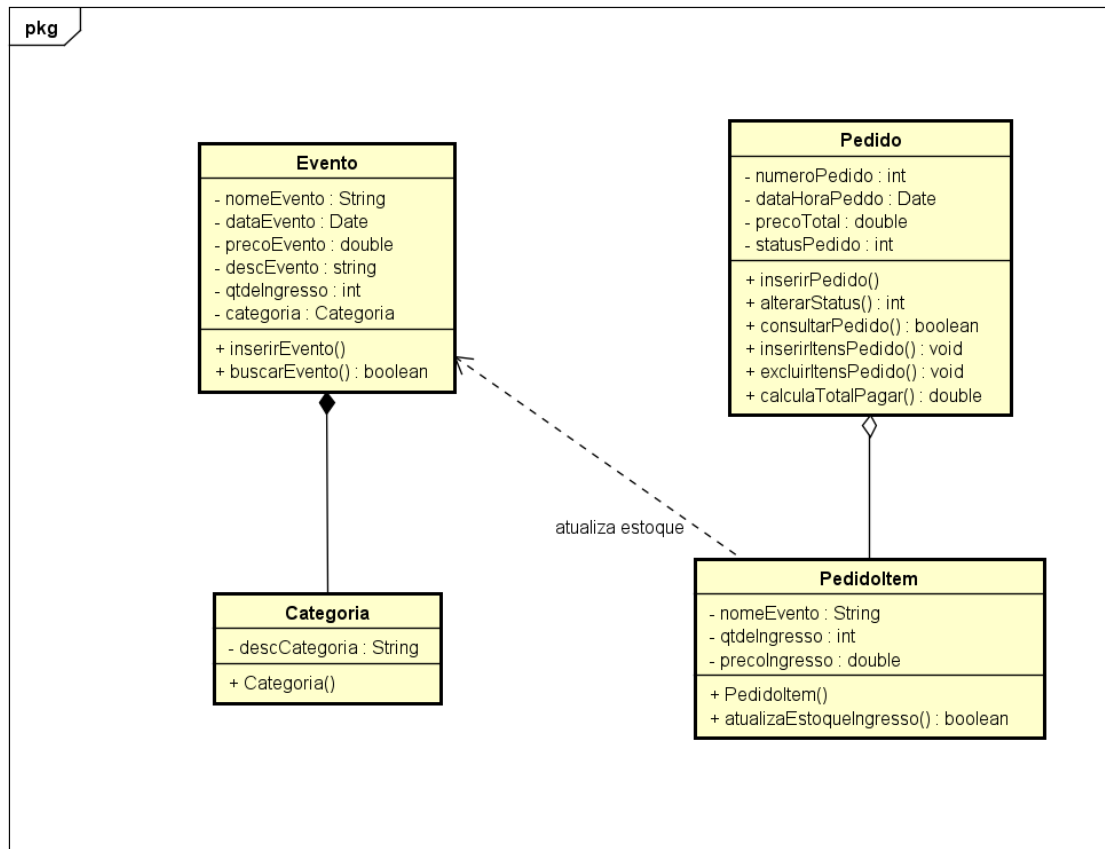 pkg
Evento
- nomeEvento : String
- dataEvento : Date
- precoEvento : double
- descEvento : string
- qtdeIngresso : int
- categoria : Categoria
+ inserirEvento()
+ buscarEvento() : boolean
Pedido
- numeroPedido : int
- dataHoraPeddo : Date
- precoTotal : double
- statusPedido : int
+ inserirPedido()
+ alterarStatus() : int
+ consultarPedido() : boolean
+ inserirItensPedido() : void
+ excluirItensPedido() : void
+ calculaTotalPagar() : double
atualiza estoque
Categoria
- descCategoria : String
+ Categoria()
PedidoItem
- nomeEvento : String
- qtdeIngresso : int
- precoIngresso : double
+ PedidoItem()
+ atualizaEstoqueIngresso() : boolean